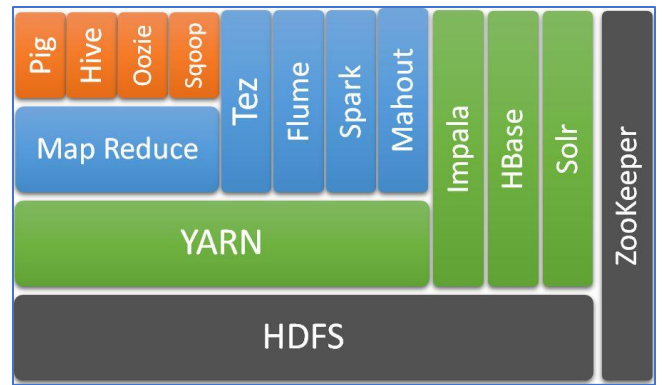 Pig
Hive
Oozie
Sqoop
Tez
Flume
Spark
Mahout
Impala
HBase
Solr
ZooKeeper
Map Reduce
YARN
HDFS